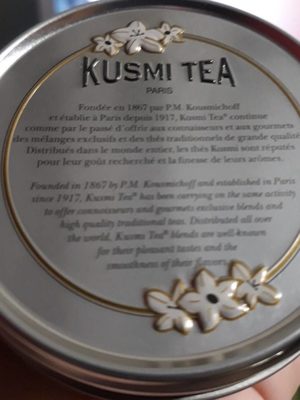 KUSMI TEA
PARIS
Fondée en 1867 par P.M. Kousmichoff
et établie à Paris depuis 1917, Kusmi Tea® continue
comme par le passé d'offrir aux connaisseurs et aux gourmets
des mélanges exclusifs et des thés traditionnels de grande qualité
Distribués dans le monde entier, les thés Kusmi sont réputés
pour leur goût recherché et la finesse de leurs arômes.
Founded in 1867 by P.M. Kousmichoff and established in Paris
since 1917, Kusmi Tea® has been carrying on the same activity
to offer connoisseurs and gourmets exclusive blends and
high quality traditional teas. Distributed all over
the world, Kusmi Tea® blends are well-known
for their pleasant tastes and the
smoothness of their flavors.